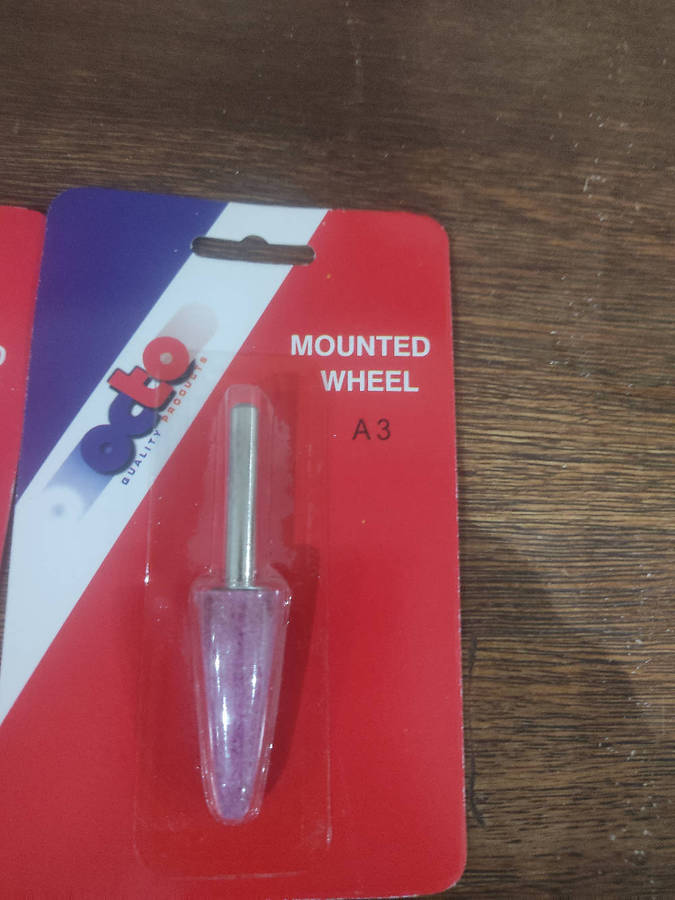 octo
QUALITY PRODUCTS
MOUNTED
WHEEL
A3